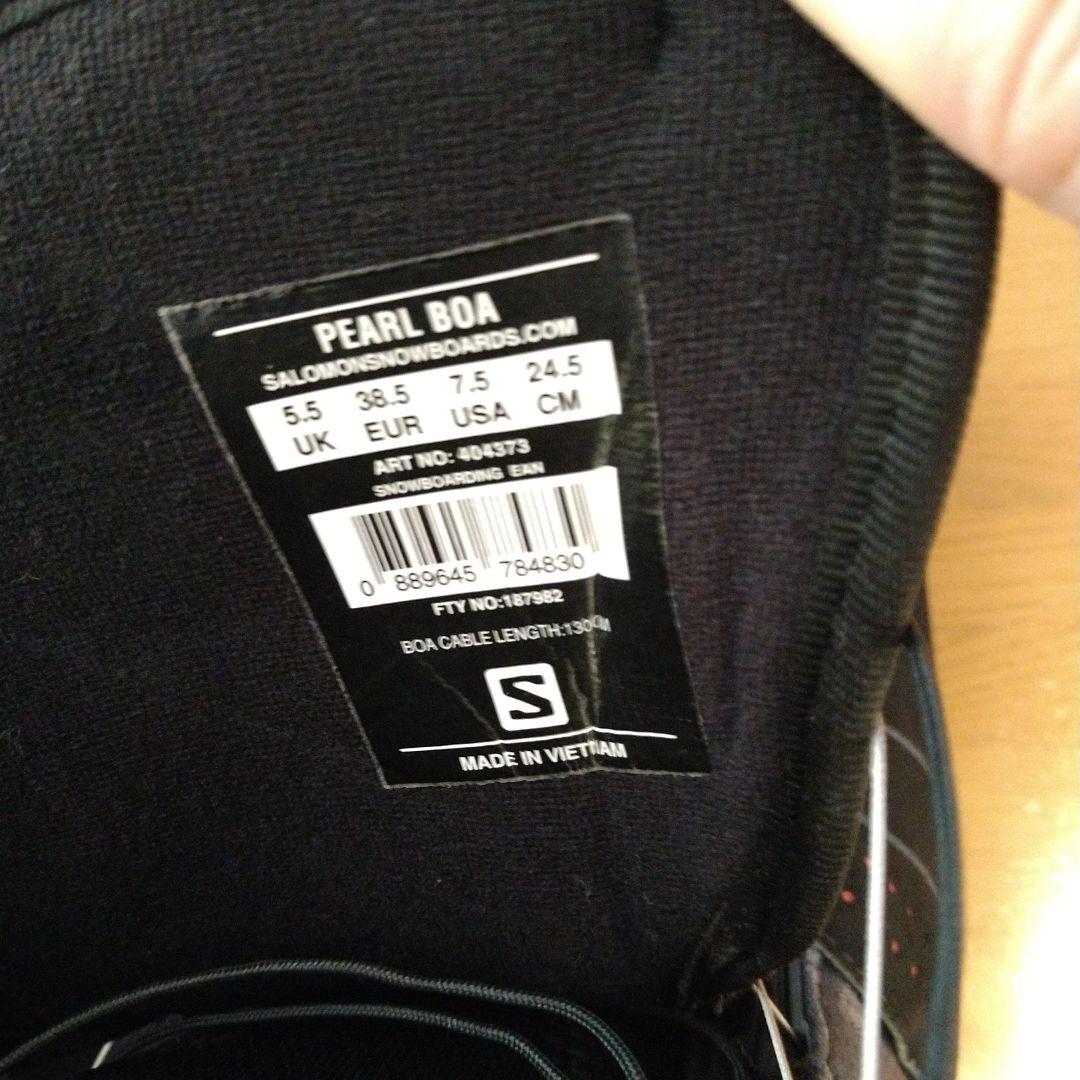 PEARL BOA
SALOMONSNOWBOARDS.COM
5.5 38.5 7.5 24.5
UK EUR USA CM
ART NO: 404373
SNOWBOARDING EAN
0 889645 784830
FTY NO:187982
BOA CABLE LENGTH:130CM
S
MADE IN VIETNAM